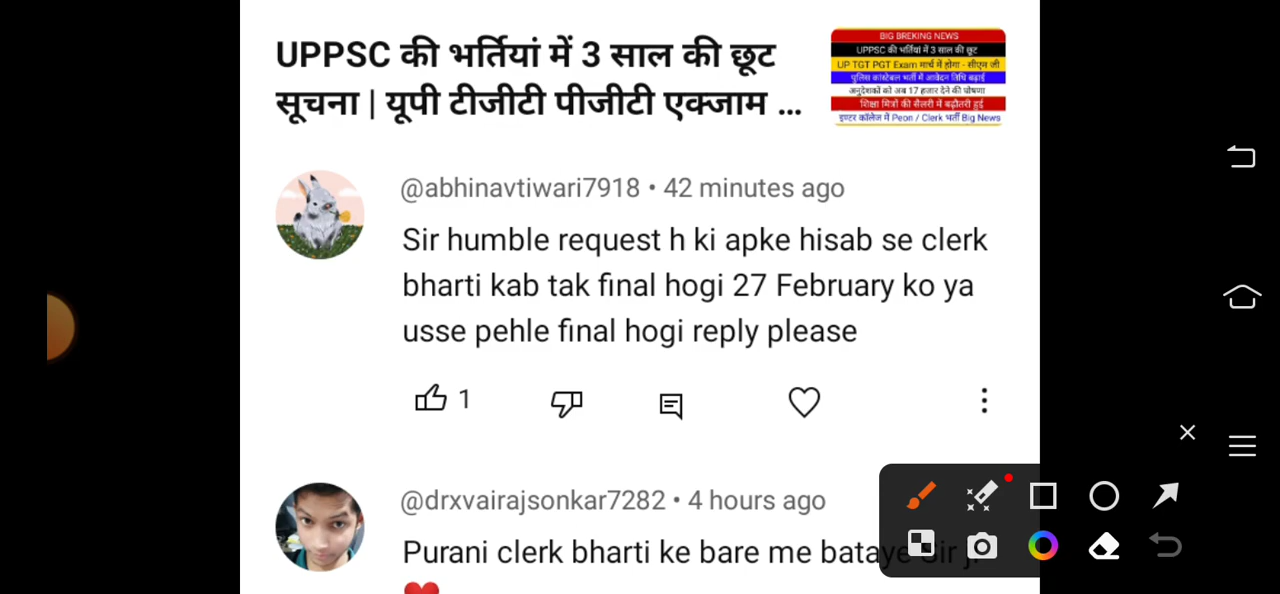 UPPSC की भर्तियां में 3 साल की छूट
सूचना | यूपी टीजीटी पीजीटी एक्जाम ...
BIG BREKING NEWS
UPPSC की भर्तियां में 3 साल की छूट
UP TGT PGT Exam मार्च में होगा - सीएम जी
पुलिस कांस्टेबल भर्ती में आवेदन तिथि बढ़ाई
अनुदेशकों को अब 17 हजार देने की घोषणा
शिक्षा मित्रों की सैलरी में बढ़ौतरी हुई
इण्टर कॉलेज में Peon / Clerk भर्ती Big News
@abhinavtiwari7918 • 42 minutes ago
Sir humble request h ki apke hisab se clerk
bharti kab tak final hogi 27 February ko ya
usse pehle final hogi reply please
1
@drxvairajsonkar7282 • 4 hours ago
Purani clerk bharti ke bare me bataye Sir ji